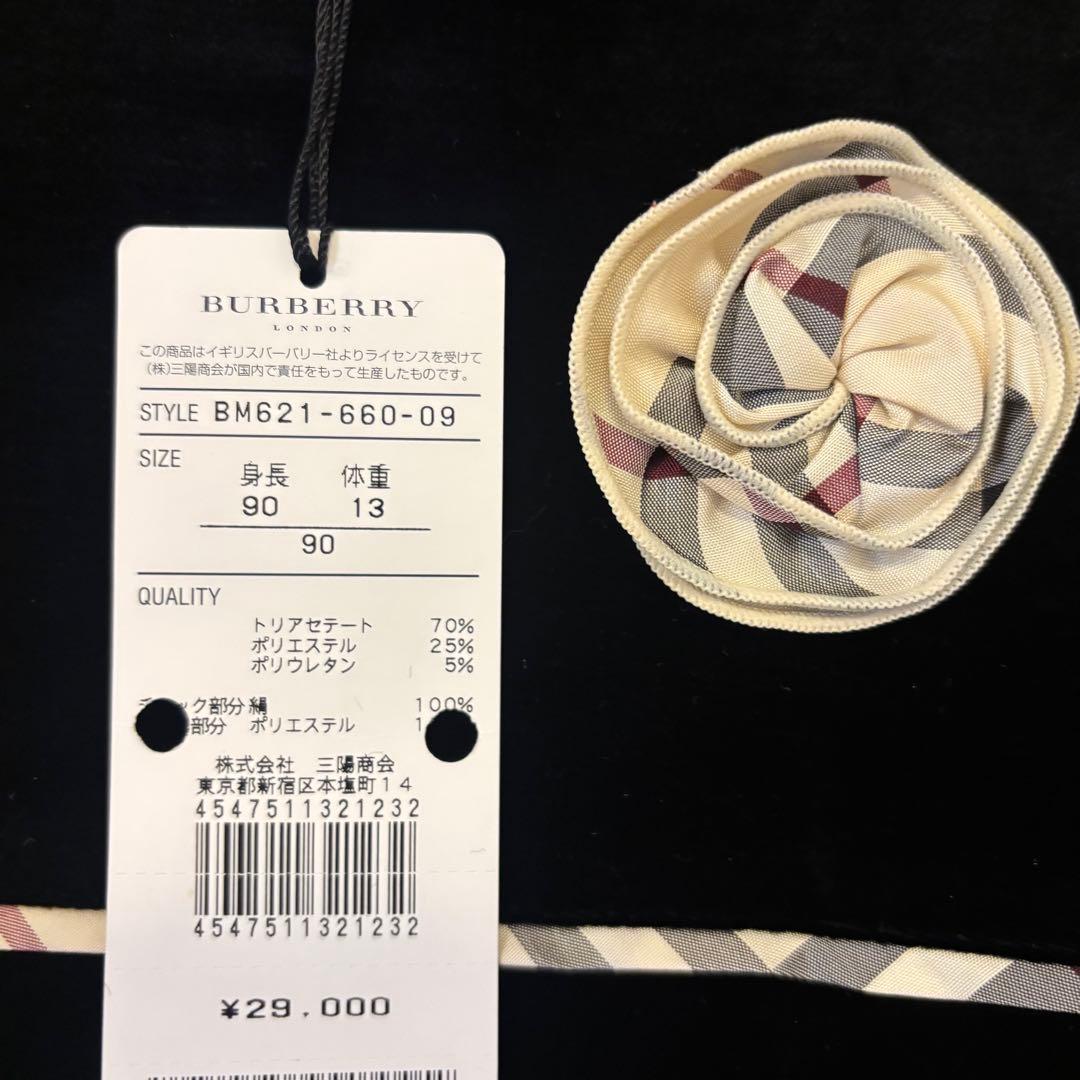 BURBERRY
LONDON
この商品はイギリスバーバリー社よりライセンスを受けて
(株)三陽商会が国内で責任をもって生産したものです。
STYLE BM621-660-09
SIZE
身長 体重
90 13
90
QUALITY
トリアセテート 70%
ポリエステル 25%
ポリウレタン 5%
ック部分 絹 100%
部分 ポリエステル
株式会社 三陽商会
東京都新宿区本塩町14
4547511321232
4547511321232
¥29,000